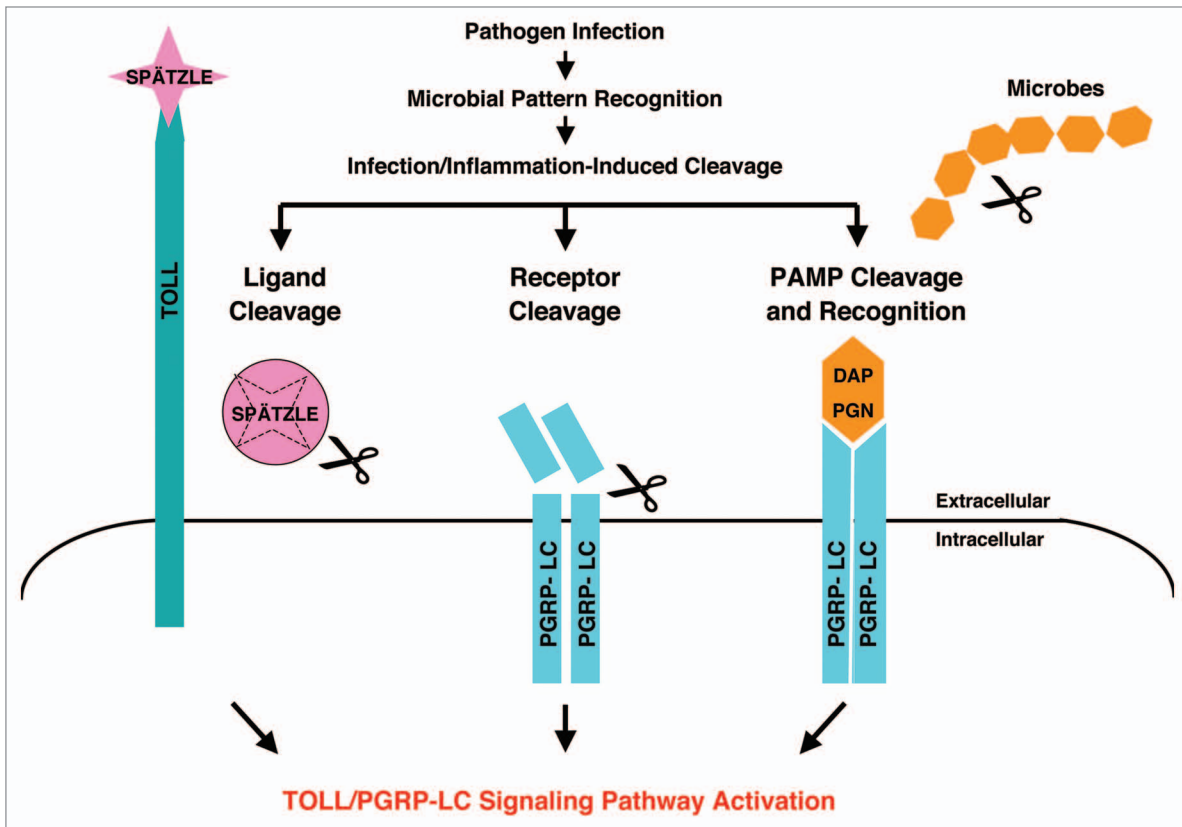 Pathogen Infection
SPÄTZLE
Microbial Pattern Recognition
Microbes
Infection/Inflammation-Induced Cleavage
TOLL
Ligand
Cleavage
Receptor
Cleavage
PAMP Cleavage
and Recognition
SPÄTZLE
DAP
PGN
Extracellular
Intracellular
PGRP- LC
PGRP- LC
PGRP- LC
PGRP- LC
TOLL/PGRP-LC Signaling Pathway Activation